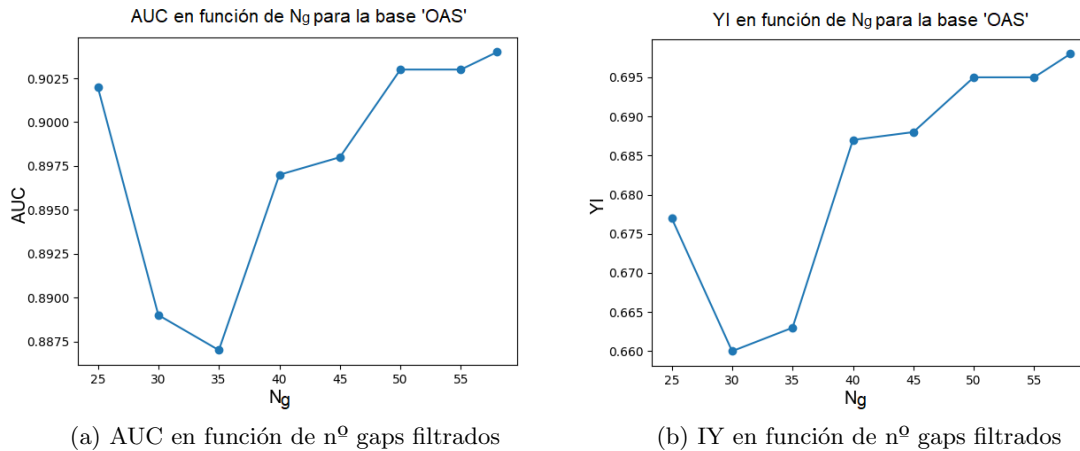 AUC en función de Ng para la base 'OAS'
0.9025
0.9000
0.8975
0.8950
0.8925
0.8900
0.8875
AUC
25 30 35 40 45 50 55
Ng
(a) AUC en función de nº gaps filtrados
YI en función de Ng para la base 'OAS'
0.695
0.690
0.685
0.680
0.675
0.670
0.665
0.660
YI
25 30 35 40 45 50 55
Ng
(b) IY en función de nº gaps filtrados